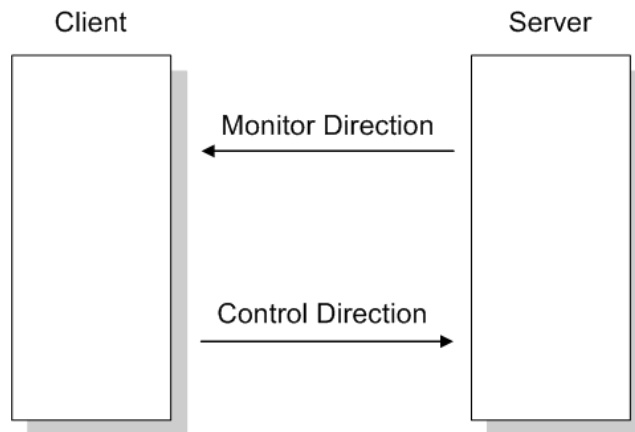 Client
Server
Monitor Direction
Control Direction